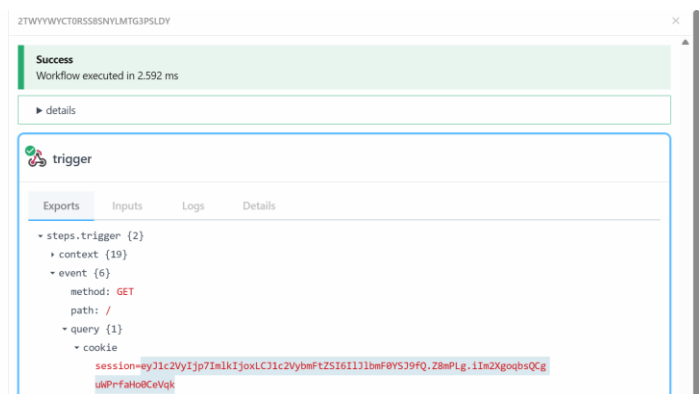 2TWYYWYCT0RSS8SNYLMTG3PSLDY
Success
Workflow executed in 2.592 ms
details
trigger
Exports Inputs Logs Details
steps.trigger {2}
context {19}
event {6}
method: GET
path: /
query {1}
cookie
session=eyJ1c2VyIjp7ImlkIjoxLCJ1c2VybmFtZSI6IlJlbmF0YSJ9fQ.Z8mPLg.iIm2XgoqbsQCg
uWPrfaHo0CeVqk